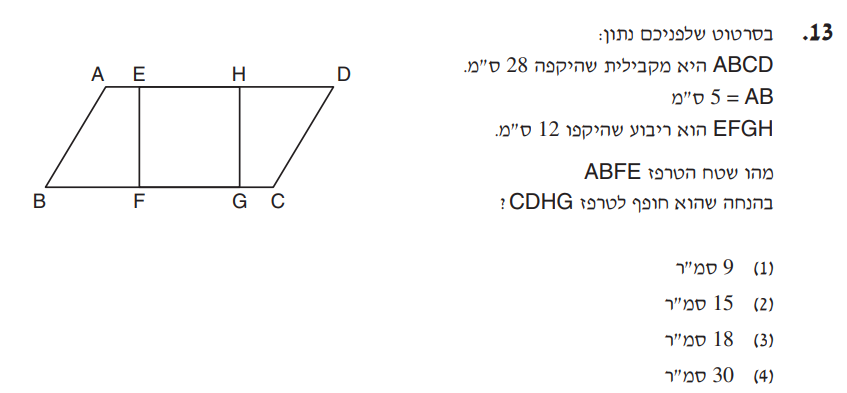 13. בסרטוט שלפניכם נתון:
ABCD היא מקבילית שהיקפה 28 ס"מ.
AB = 5 ס"מ
EFGH הוא ריבוע שהיקפו 12 ס"מ.
מהו שטח הטרפז ABFE
בהנחה שהוא חופף לטרפז CDHG?
(1) 9 סמ"ר
(2) 15 סמ"ר
(3) 18 סמ"ר
(4) 30 סמ"ר
A E H D
B F G C